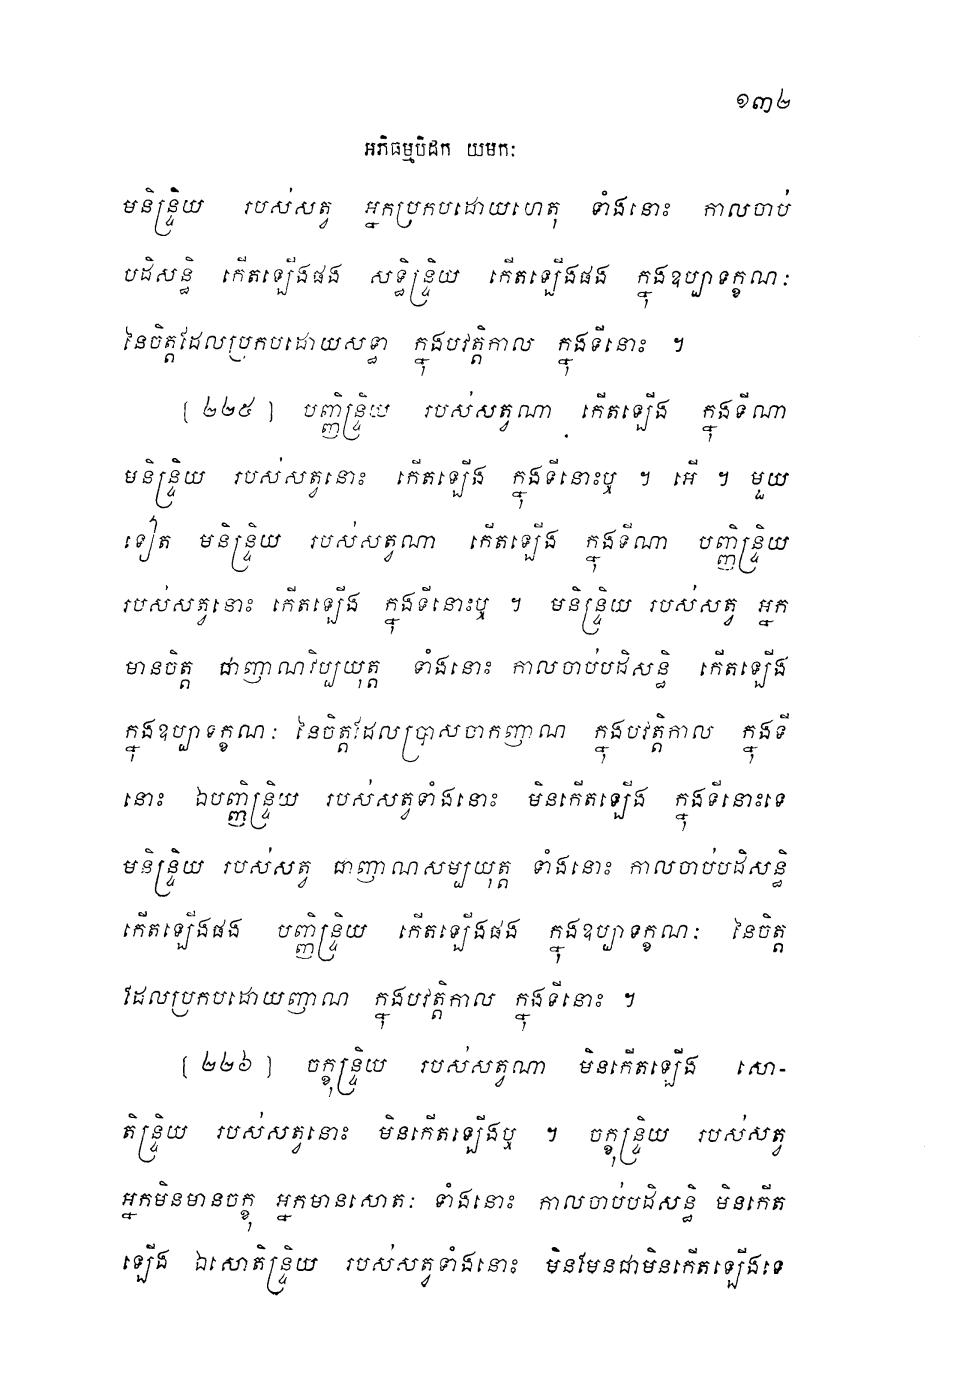 ១៣២
អភិធម្មបិដក យមកៈ
មនិន្ទ្រិយ របស់សត្វ អ្នកប្រកបដោយហេតុ ទាំងនោះ កាលចាប់
បដិសន្ធិ កើតឡើងផង សទ្ធិន្ទ្រិយ កើតឡើងផង ក្នុងឧប្បាទក្ខណៈ
នៃចិត្តដែលប្រកបដោយសទ្ធា ក្នុងបវត្តិកាល ក្នុងទីនោះ ។
[ ២២៥ ] បញ្ញិន្ទ្រិយ របស់សត្វណា កើតឡើង ក្នុងទីណា
មនិន្ទ្រិយ របស់សត្វនោះ កើតឡើង ក្នុងទីនោះឬ ។ អើ ។ មួយ
ទៀត មនិន្ទ្រិយ របស់សត្វណា កើតឡើង ក្នុងទីណា បញ្ញិន្ទ្រិយ
របស់សត្វនោះ កើតឡើង ក្នុងទីនោះឬ ។ មនិន្ទ្រិយ របស់សត្វ អ្នក
មានចិត្ត ជាញាណវិប្បយុត្ត ទាំងនោះ កាលចាប់បដិសន្ធិ កើតឡើង
ក្នុងឧប្បាទក្ខណៈ នៃចិត្តដែលប្រាសចាកញាណ ក្នុងបវត្តិកាល ក្នុងទី
នោះ ឯបញ្ញិន្ទ្រិយ របស់សត្វទាំងនោះ មិនកើតឡើង ក្នុងទីនោះទេ
មនិន្ទ្រិយ របស់សត្វ ជាញាណសម្បយុត្ត ទាំងនោះ កាលចាប់បដិសន្ធិ
កើតឡើងផង បញ្ញិន្ទ្រិយ កើតឡើងផង ក្នុងឧប្បាទក្ខណៈ នៃចិត្ត
ដែលប្រកបដោយញាណ ក្នុងបវត្តិកាល ក្នុងទីនោះ ។
[ ២២៦ ] ចក្ខុន្ទ្រិយ របស់សត្វណា មិនកើតឡើង សោ-
តិន្ទ្រិយ របស់សត្វនោះ មិនកើតឡើងឬ ។ ចក្ខុន្ទ្រិយ របស់សត្វ
អ្នកមិនមានចក្ខុ អ្នកមានសោតៈ ទាំងនោះ កាលចាប់បដិសន្ធិ មិនកើត
ឡើង ឯសោតិន្ទ្រិយ របស់សត្វទាំងនោះ មិនមែនជាមិនកើតឡើងទេ